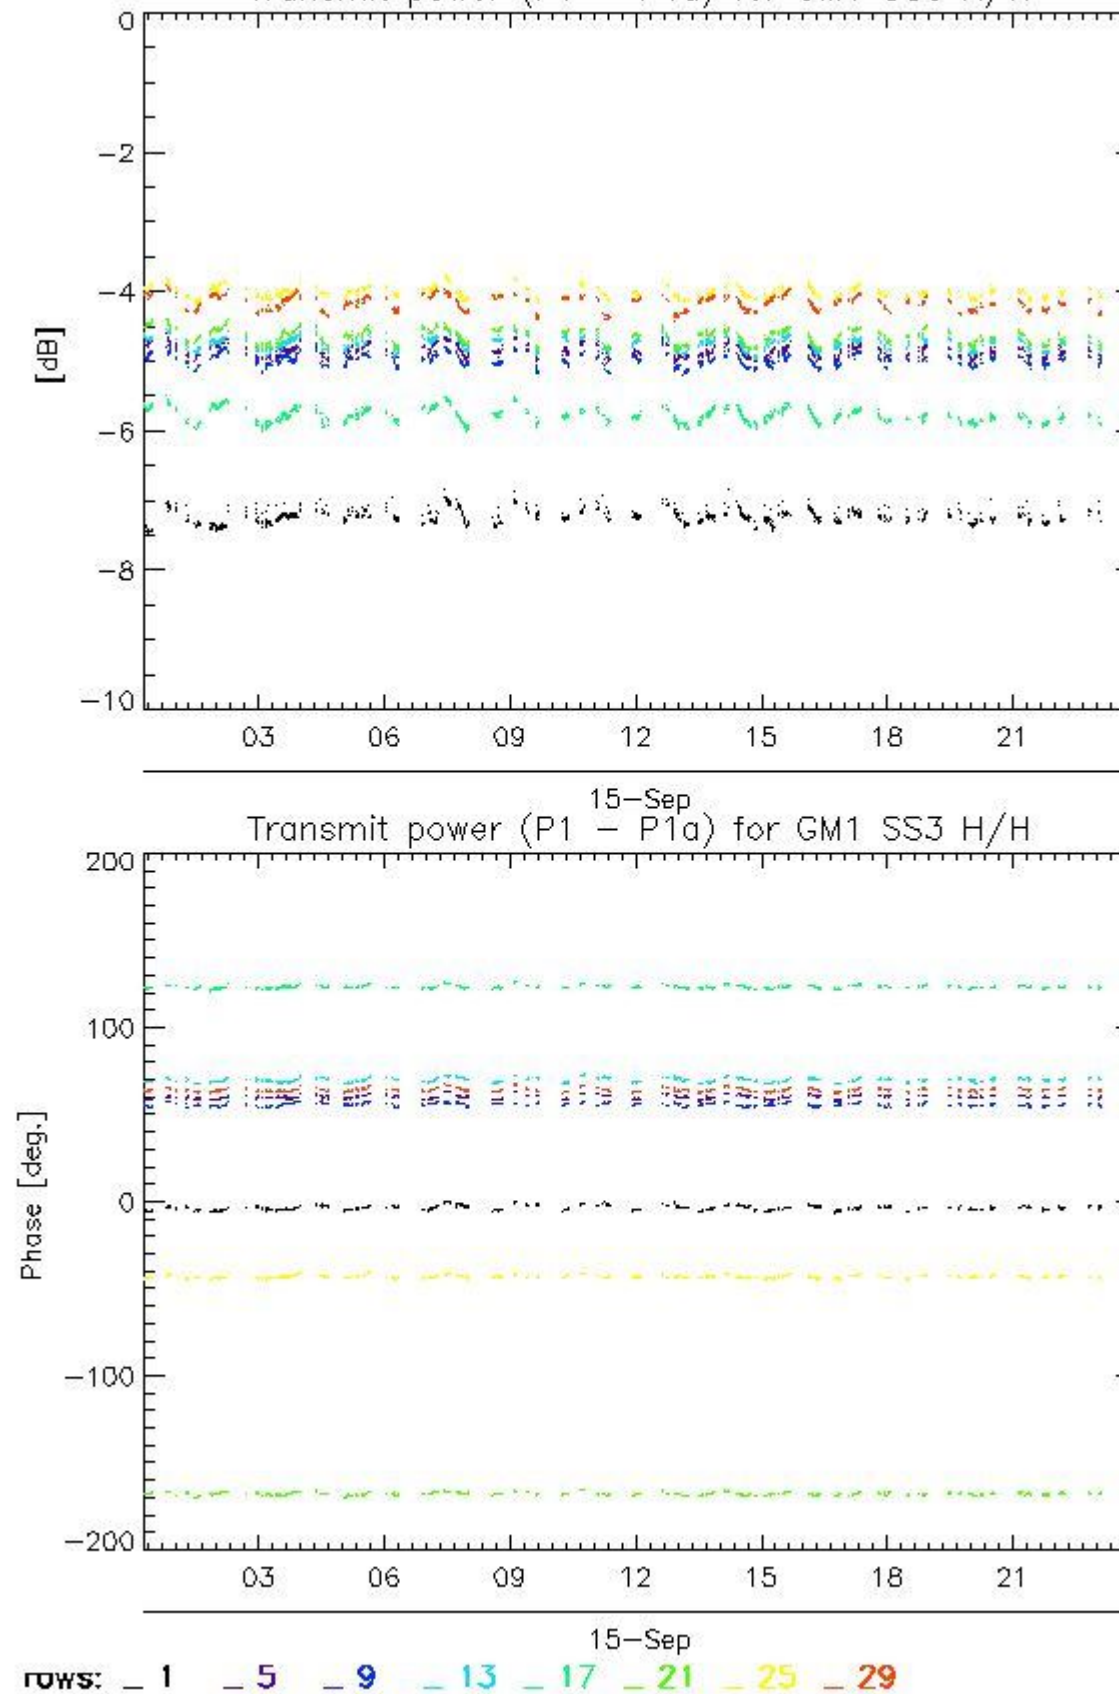 0
-2
-4
[dB]
-6
-8
-10
03 06 09 12 15 18 21
15-Sep
Transmit power (P1 - P1a) for GM1 SS3 H/H
200
100
Phase [deg.]
0
-100
-200
03 06 09 12 15 18 21
15-Sep
rows: _ 1 _ 5 _ 9 _ 13 _ 17 _ 21 _ 25 _ 29